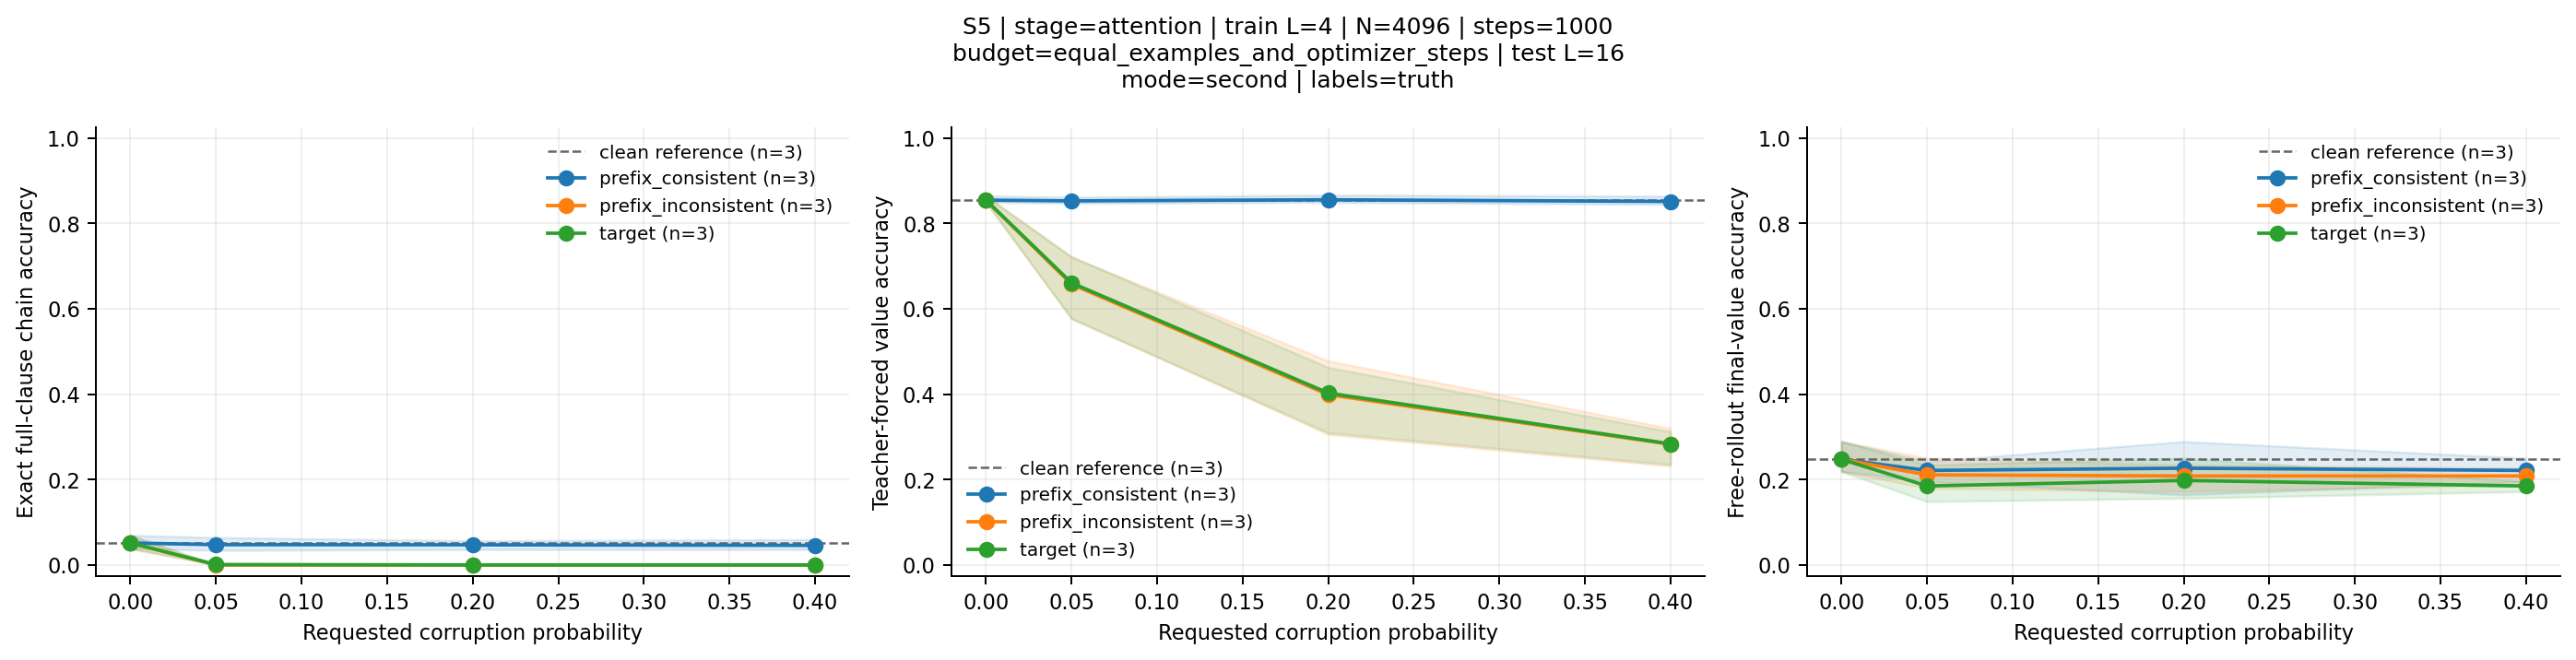 S5 | stage=attention | train L=4 | N=4096 | steps=1000
budget=equal_examples_and_optimizer_steps | test L=16
mode=second | labels=truth
Exact full-clause chain accuracy
1.0
0.8
0.6
0.4
0.2
0.0
clean reference (n=3)
prefix_consistent (n=3)
prefix_inconsistent (n=3)
target (n=3)
0.00 0.05 0.10 0.15 0.20 0.25 0.30 0.35 0.40
Requested corruption probability
Teacher-forced value accuracy
1.0
0.8
0.6
0.4
0.2
0.0
clean reference (n=3)
prefix_consistent (n=3)
prefix_inconsistent (n=3)
target (n=3)
0.00 0.05 0.10 0.15 0.20 0.25 0.30 0.35 0.40
Requested corruption probability
Free-rollout final-value accuracy
1.0
0.8
0.6
0.4
0.2
0.0
clean reference (n=3)
prefix_consistent (n=3)
prefix_inconsistent (n=3)
target (n=3)
0.00 0.05 0.10 0.15 0.20 0.25 0.30 0.35 0.40
Requested corruption probability